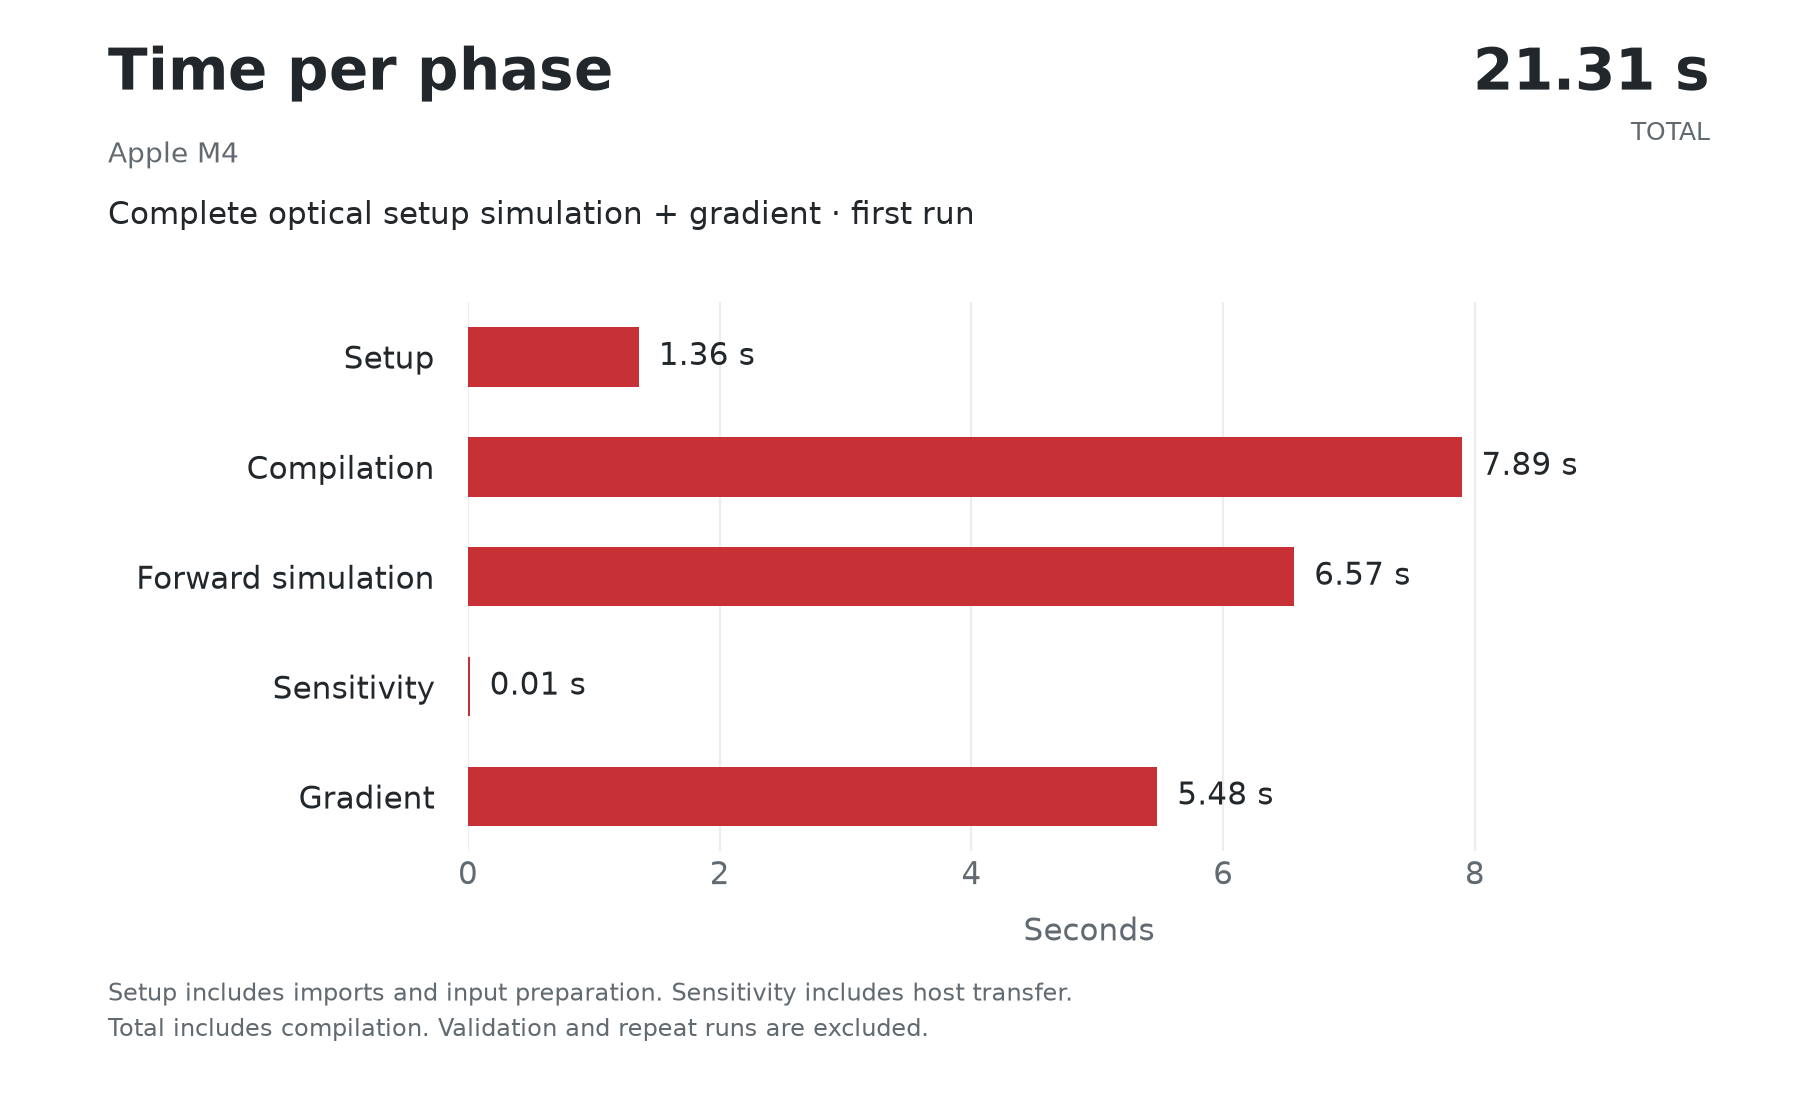 Time per phase
21.31 s
TOTAL
Apple M4
Complete optical setup simulation + gradient · first run
Setup
1.36 s
Compilation
7.89 s
Forward simulation
6.57 s
Sensitivity
0.01 s
Gradient
5.48 s
0 2 4 6 8
Seconds
Setup includes imports and input preparation. Sensitivity includes host transfer.
Total includes compilation. Validation and repeat runs are excluded.